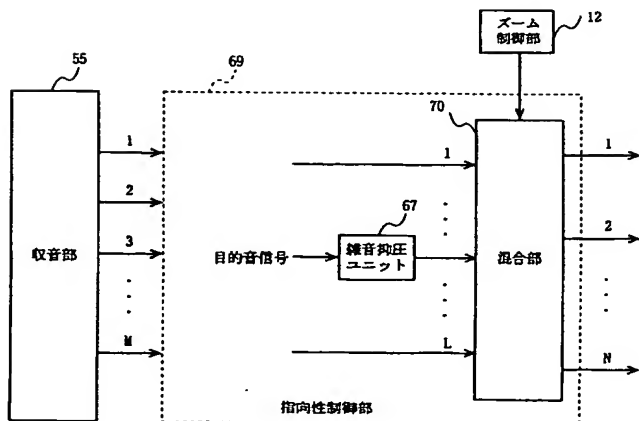 ズーム
制御部
12
55
69
70
収音部
1
2
3
M
1
67
目的音信号
雑音抑圧
ユニット
L
混合部
1
2
N
指向性制御部